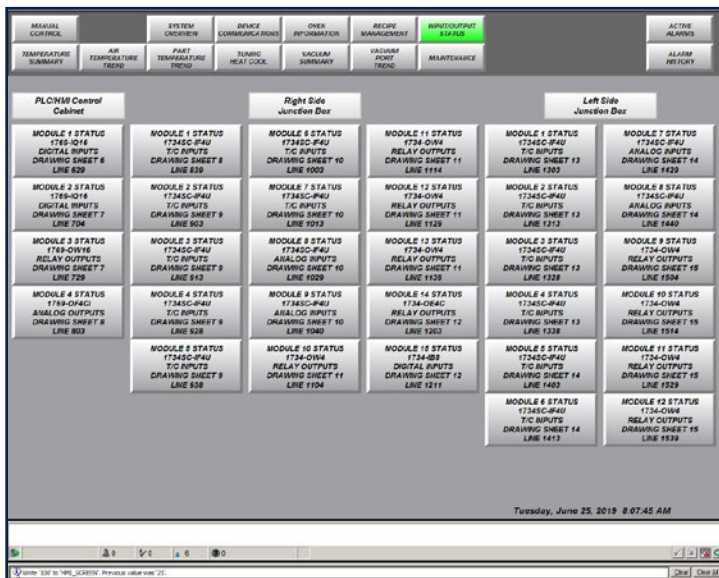 MANUAL
CONTROL
SYSTEM
OVERVIEW
DEVICE
COMMUNICATIONS
OVEN
INFORMATION
RECIPE
MANAGEMENT
INPUT/OUTPUT
STATUS
ACTIVE
ALARMS
TEMPERATURE
SUMMARY
AIR
TEMPERATURE
TREND
PART
TEMPERATURE
TREND
TUNING
HEAT COOL
VACUUM
SUMMARY
VACUUM
PORT
TREND
MAINTENANCE
ALARM
HISTORY
PLC/HMI Control
Cabinet
MODULE 1 STATUS
1769-IQ16
DIGITAL INPUTS
DRAWING SHEET 6
LINE 629
MODULE 2 STATUS
1769-IQ16
DIGITAL INPUTS
DRAWING SHEET 7
LINE 704
MODULE 3 STATUS
1769-OW16
RELAY OUTPUTS
DRAWING SHEET 7
LINE 729
MODULE 4 STATUS
1769-OF4CI
ANALOG OUTPUTS
DRAWING SHEET 8
LINE 803
Right Side
Junction Box
MODULE 1 STATUS
1734SC-IF4U
T/C INPUTS
DRAWING SHEET 8
LINE 839
MODULE 2 STATUS
1734SC-IF4U
T/C INPUTS
DRAWING SHEET 9
LINE 903
MODULE 3 STATUS
1734SC-IF4U
T/C INPUTS
DRAWING SHEET 9
LINE 913
MODULE 4 STATUS
1734SC-IF4U
T/C INPUTS
DRAWING SHEET 9
LINE 928
MODULE 5 STATUS
1734SC-IF4U
T/C INPUTS
DRAWING SHEET 9
LINE 938
MODULE 6 STATUS
1734SC-IF4U
T/C INPUTS
DRAWING SHEET 10
LINE 1003
MODULE 7 STATUS
1734SC-IF4U
T/C INPUTS
DRAWING SHEET 10
LINE 1013
MODULE 8 STATUS
1734SC-IF4U
ANALOG INPUTS
DRAWING SHEET 10
LINE 1029
MODULE 9 STATUS
1734SC-IF4U
ANALOG INPUTS
DRAWING SHEET 10
LINE 1040
MODULE 10 STATUS
1734-OW4
RELAY OUTPUTS
DRAWING SHEET 11
LINE 1104
MODULE 11 STATUS
1734-OW4
RELAY OUTPUTS
DRAWING SHEET 11
LINE 1114
MODULE 12 STATUS
1734-OW4
RELAY OUTPUTS
DRAWING SHEET 11
LINE 1129
MODULE 13 STATUS
1734-OW4
RELAY OUTPUTS
DRAWING SHEET 11
LINE 1139
MODULE 14 STATUS
1734-OE4C
RELAY OUTPUTS
DRAWING SHEET 12
LINE 1203
MODULE 15 STATUS
1734-IB8
DIGITAL INPUTS
DRAWING SHEET 12
LINE 1211
Left Side
Junction Box
MODULE 1 STATUS
1734SC-IF4U
T/C INPUTS
DRAWING SHEET 13
LINE 1303
MODULE 2 STATUS
1734SC-IF4U
T/C INPUTS
DRAWING SHEET 13
LINE 1313
MODULE 3 STATUS
1734SC-IF4U
T/C INPUTS
DRAWING SHEET 13
LINE 1328
MODULE 4 STATUS
1734SC-IF4U
T/C INPUTS
DRAWING SHEET 13
LINE 1338
MODULE 5 STATUS
1734SC-IF4U
T/C INPUTS
DRAWING SHEET 14
LINE 1403
MODULE 6 STATUS
1734SC-IF4U
T/C INPUTS
DRAWING SHEET 14
LINE 1413
MODULE 7 STATUS
1734SC-IF4U
ANALOG INPUTS
DRAWING SHEET 14
LINE 1429
MODULE 8 STATUS
1734SC-IF4U
ANALOG INPUTS
DRAWING SHEET 14
LINE 1440
MODULE 9 STATUS
1734-OW4
RELAY OUTPUTS
DRAWING SHEET 15
LINE 1504
MODULE 10 STATUS
1734-OW4
RELAY OUTPUTS
DRAWING SHEET 15
LINE 1514
MODULE 11 STATUS
1734-OW4
RELAY OUTPUTS
DRAWING SHEET 15
LINE 1529
MODULE 12 STATUS
1734-OW4
RELAY OUTPUTS
DRAWING SHEET 15
LINE 1539
Tuesday, June 25, 2019 8:07:45 AM
0 0 6 0
Write '100' to 'HMI_SCREEN'. Previous value was '21'.
Clear Clear All